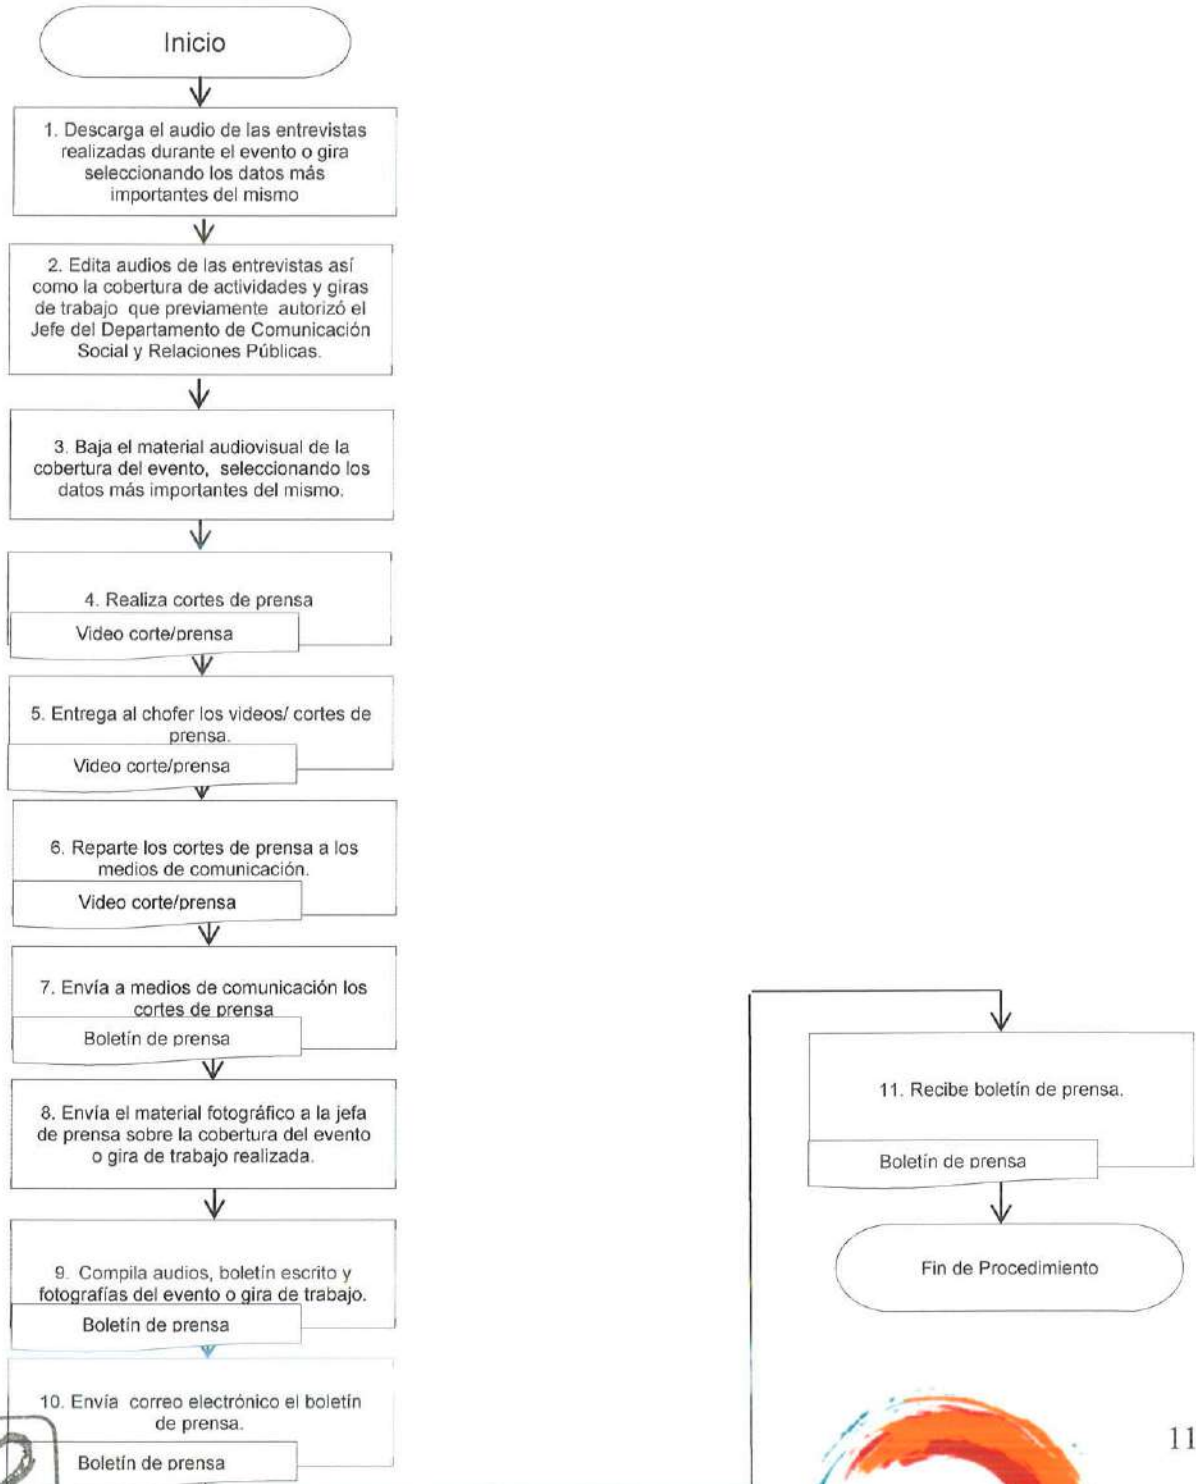 Inicio
1. Descarga el audio de las entrevistas
realizadas durante el evento o gira
seleccionando los datos más
importantes del mismo
2. Edita audios de las entrevistas así
como la cobertura de actividades y giras
de trabajo que previamente autorizó el
Jefe del Departamento de Comunicación
Social y Relaciones Públicas.
3. Baja el material audiovisual de la
cobertura del evento, seleccionando los
datos más importantes del mismo.
4. Realiza cortes de prensa
Video corte/prensa
5. Entrega al chofer los videos/ cortes de
prensa.
Video corte/prensa
6. Reparte los cortes de prensa a los
medios de comunicación.
Video corte/prensa
7. Envía a medios de comunicación los
cortes de prensa
Boletín de prensa
8. Envía el material fotográfico a la jefa
de prensa sobre la cobertura del evento
o gira de trabajo realizada.
9. Compila audios, boletín escrito y
fotografías del evento o gira de trabajo.
Boletín de prensa
10. Envía correo electrónico el boletín
de prensa.
Boletín de prensa
11. Recibe boletín de prensa.
Boletín de prensa
Fin de Procedimiento
11